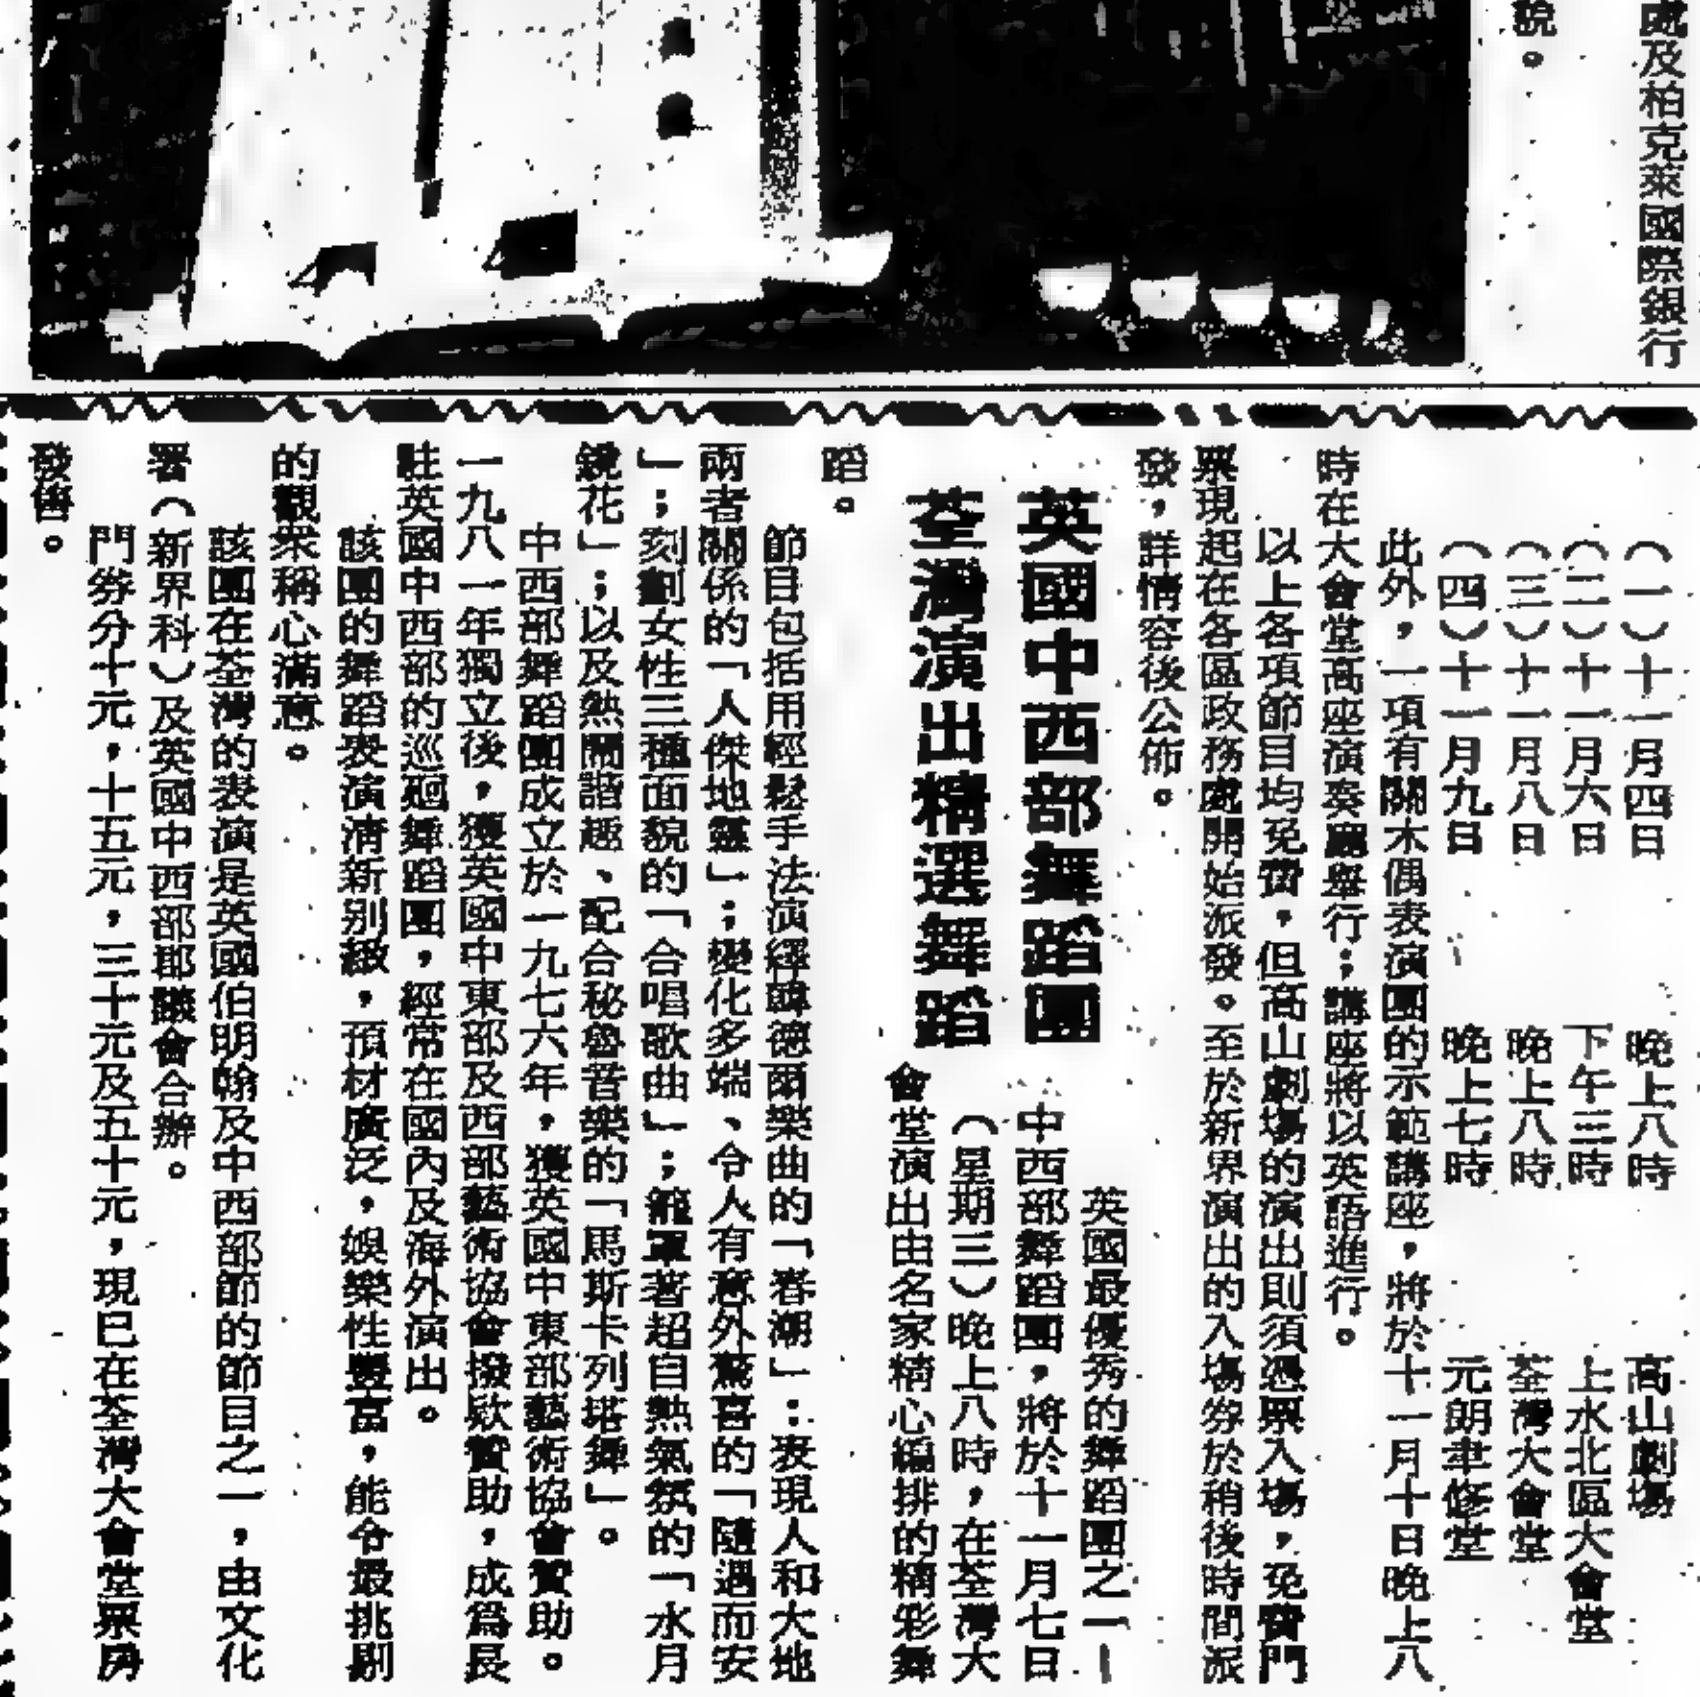 處及柏克萊國際銀行
貌。
(一)十一月四日　晚上八時　高山劇場
(二)十一月六日　下午三時　上水北區大會堂
(三)十一月八日　晚上八時　荃灣大會堂
(四)十一月九日　晚上七時　元朗聿修堂
此外，一項有關木偶表演團的示範講座，將於十一月十日晚上八
時在大會堂高座演奏廳舉行；講座將以英語進行。
以上各項節目均免費，但高山劇場的演出則須憑票入場，免費門
票現起在各區政務處開始派發。至於新界演出的入場券於稍後時間派
發，詳情容後公佈。
英國中西部舞蹈團
荃灣演出精選舞蹈
英國最優秀的舞蹈團之一—
中西部舞蹈團，將於十一月七日
(星期三)晚上八時，在荃灣大
會堂演出由名家精心編排的精彩舞
蹈。
節目包括用輕鬆手法演繹韓德爾樂曲的「春潮」：表現人和大地
兩者關係的「人傑地靈」；變化多端、令人有意外驚喜的「隨遇而安
」；刻劃女性三種面貌的「合唱歌曲」；籠罩著超自熱氣氛的「水月
鏡花」；以及熱鬧諧趣、配合秘魯音樂的「馬斯卡列塔舞」。
中西部舞蹈團成立於一九七六年，獲英國中東部藝術協會贊助。
一九八一年獨立後，獲英國中東部及西部藝術協會撥欵贊助，成爲長
駐英國中西部的巡廻舞蹈團，經常在國內及海外演出。
該團的舞蹈表演清新別緻，預材廣泛，娛樂性豐富，能令最挑剔
的觀衆稱心滿意。
該團在荃灣的表演是英國伯明翰及中西部節的節目之一，由文化
署(新界科)及英國中西部郡議會合辦。
門券分十元，十五元，三十元及五十元，現已在荃灣大會堂票房
發售。